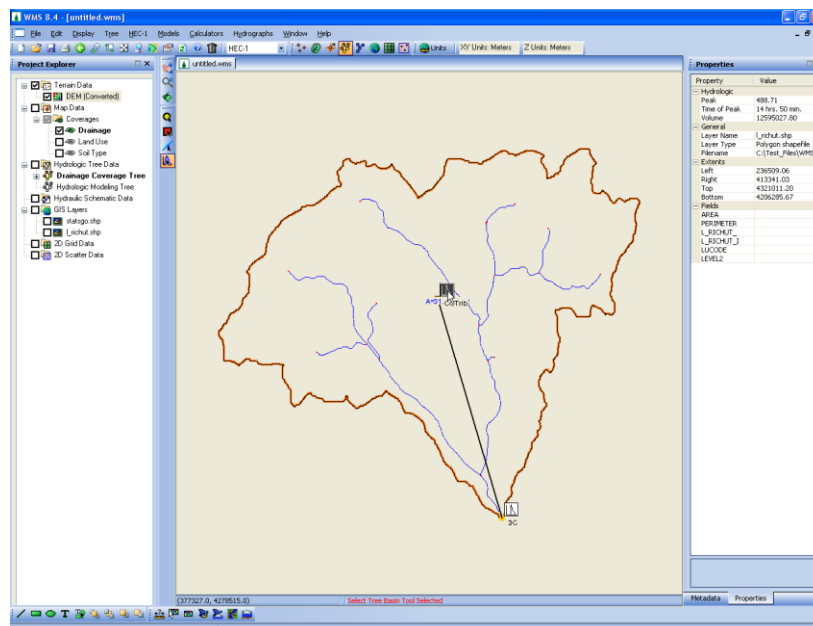 WMS 8.4 - [untitled.wms]
File Edit Display Tree HEC-1 Models Calculators Hydrographs Window Help
HEC-1 Units XY Units: Meters Z Units: Meters
Project Explorer
untitled.wms
Properties
Terrain Data
DEM (Converted)
Map Data
Coverages
Drainage
Land Use
Soil Type
Hydrologic Tree Data
Drainage Coverage Tree
Hydrologic Modeling Tree
Hydraulic Schematic Data
GIS Layers
statsgo.shp
l_richut.shp
2D Grid Data
2D Scatter Data
3C
Property Value
Hydrologic
Peak 488.71
Time of Peak 14 hrs. 50 min.
Volume 12595027.80
General
Layer Name l_richut.shp
Layer Type Polygon shapefile
Filename C:\Test_Files\WMS
Extents
Left 236509.06
Right 413341.03
Top 4321011.20
Bottom 4206285.67
Fields
AREA
PERIMETER
L_RICHUT_
L_RICHUT_I
LUCODE
LEVEL2
Metadata Properties
(377327.0, 4278515.0) Select Tree Basin Tool Selected
T